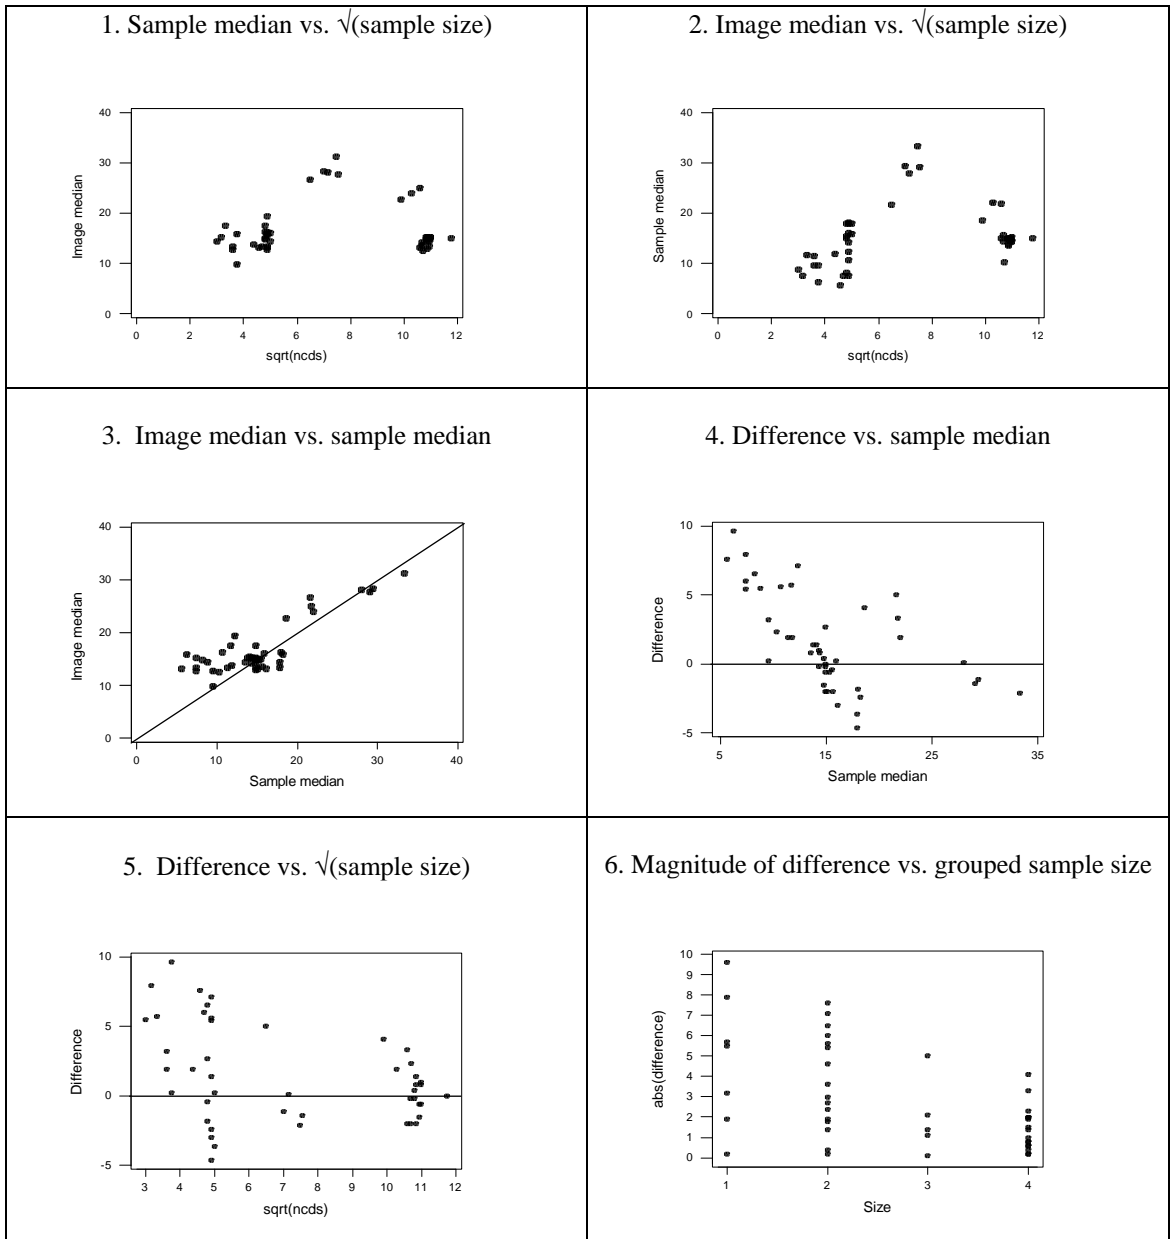 1. Sample median vs. √(sample size)
40
30
20
10
0
Image median
0 2 4 6 8 10 12
sqrt(ncds)
2. Image median vs. √(sample size)
40
30
20
10
0
Sample median
0 2 4 6 8 10 12
sqrt(ncds)
3. Image median vs. sample median
40
30
20
10
0
Image median
0 10 20 30 40
Sample median
4. Difference vs. sample median
10
5
0
-5
Difference
5 15 25 35
Sample median
5. Difference vs. √(sample size)
10
5
0
-5
Difference
3 4 5 6 7 8 9 10 11 12
sqrt(ncds)
6. Magnitude of difference vs. grouped sample size
10
9
8
7
6
5
4
3
2
1
0
abs(difference)
1 2 3 4
Size